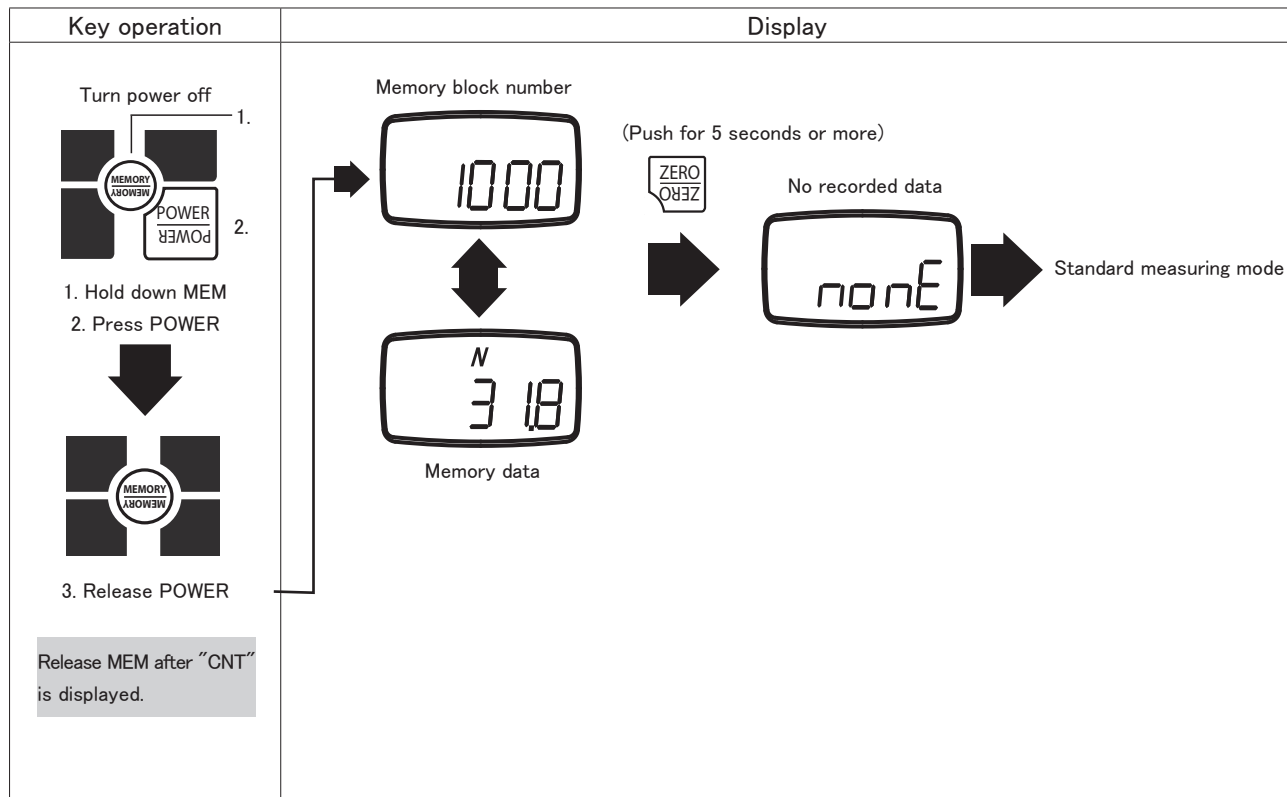 Key operation
Display
Turn power off
1.
MEMORY
MEMORY
POWER
POWER
2.
1. Hold down MEM
2. Press POWER
MEMORY
MEMORY
3. Release POWER
Release MEM after "CNT"
is displayed.
Memory block number
1000
N
31.8
Memory data
(Push for 5 seconds or more)
ZERO
ZERO
No recorded data
nonE
Standard measuring mode